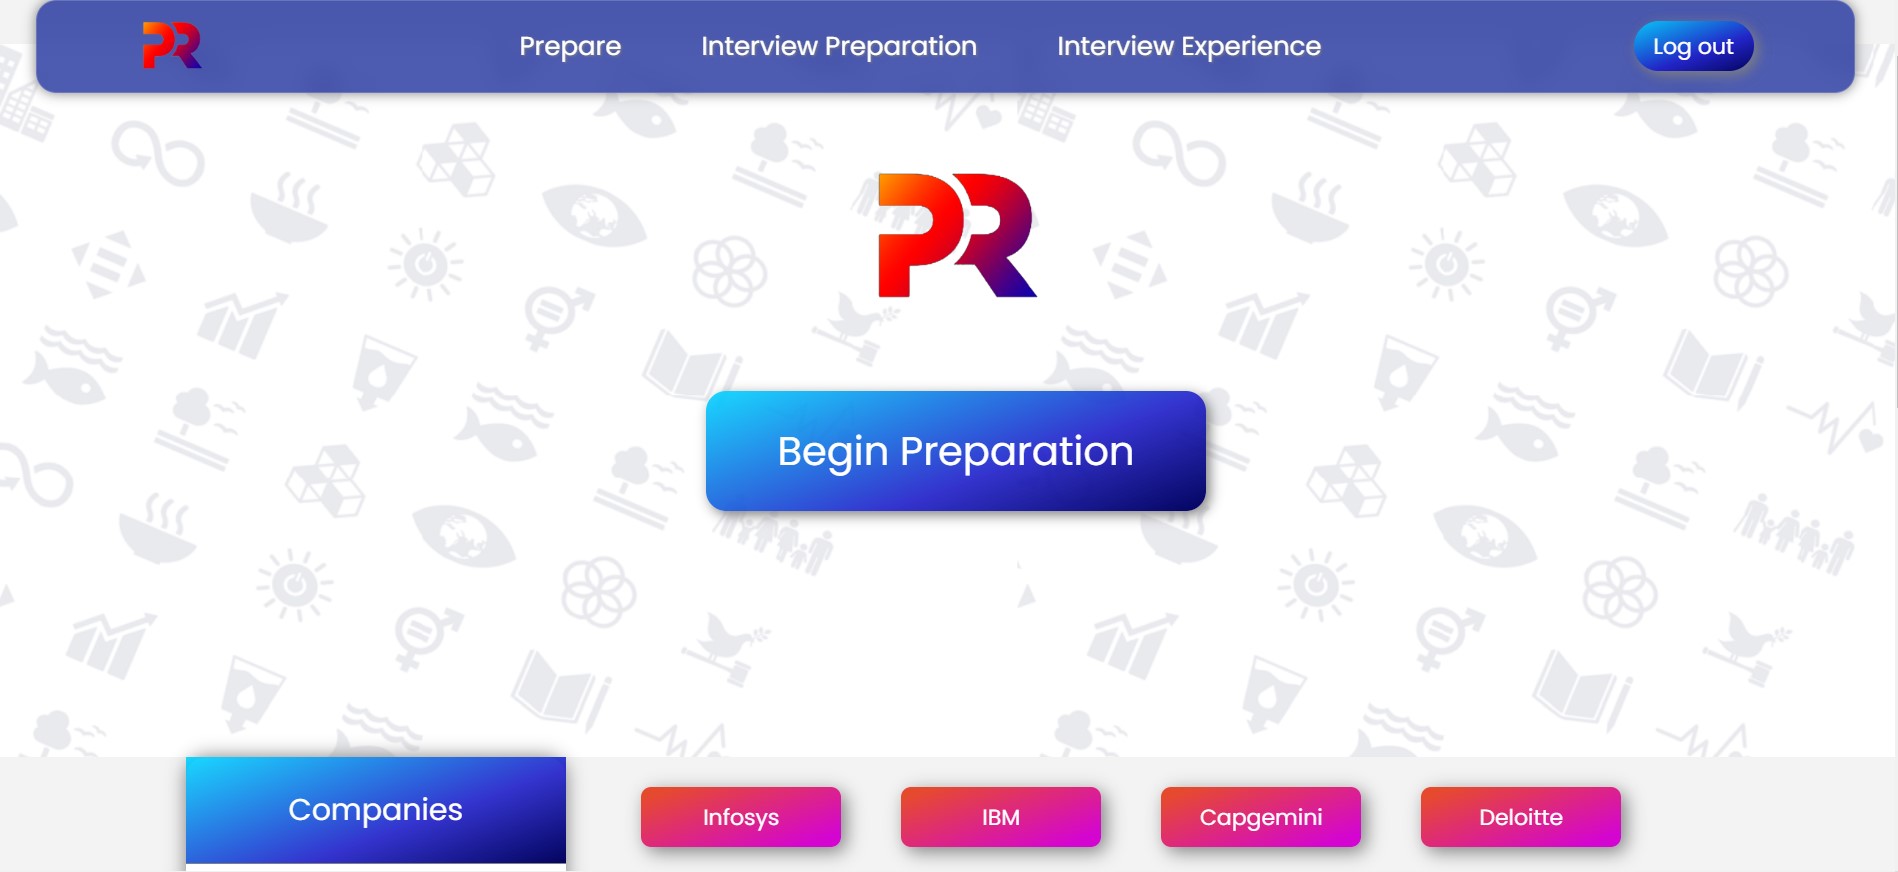 PR
Prepare
Interview Preparation
Interview Experience
Log out
PR
Begin Preparation
Companies
Infosys
IBM
Capgemini
Deloitte